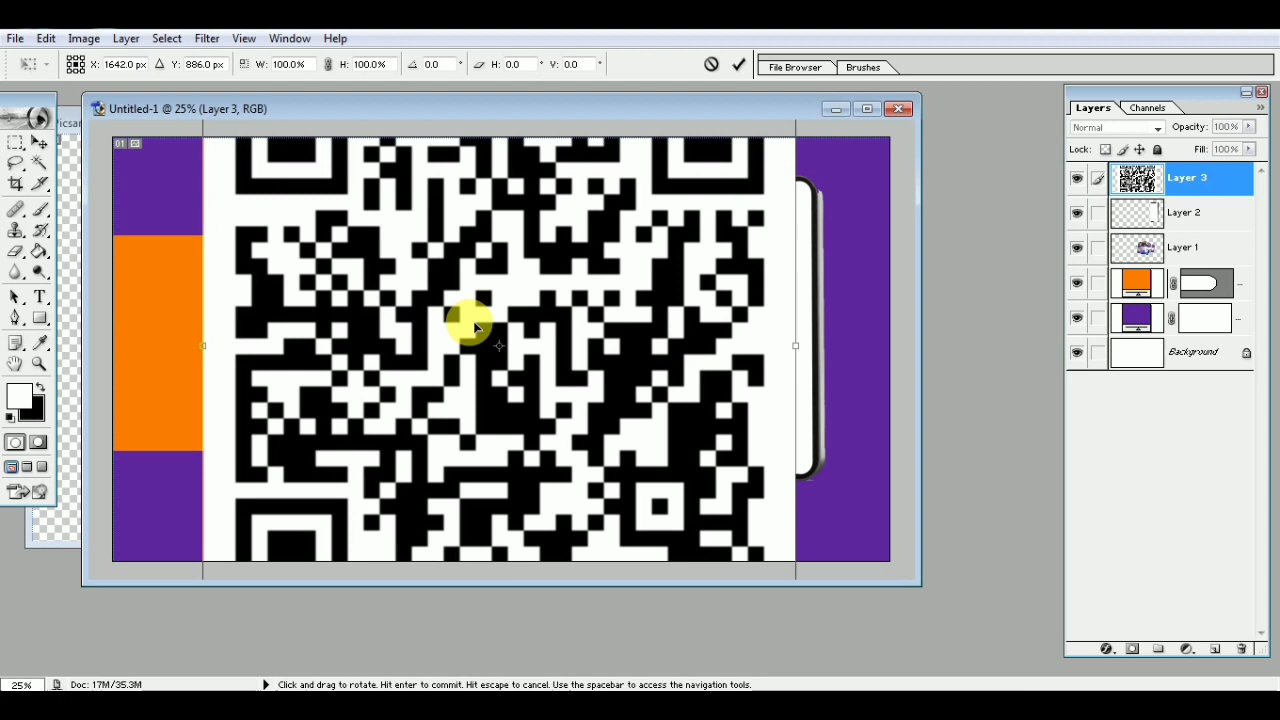 File Edit Image Layer Select Filter View Window Help
X: 1642.0 px Y: 886.0 px W: 100.0% H: 100.0% 0.0 ° H: 0.0 ° V: 0.0 °
File Browser Brushes
Untitled-1 @ 25% (Layer 3, RGB)
Picsar
01
Layers Channels
Normal Opacity: 100%
Lock: Fill: 100%
Layer 3
Layer 2
Layer 1
Background
25% Doc: 17M/35.3M Click and drag to rotate. Hit enter to commit. Hit escape to cancel. Use the spacebar to access the navigation tools.